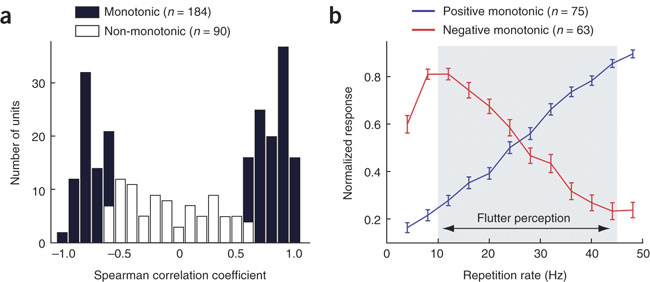 a
Monotonic (n = 184)
Non-monotonic (n = 90)
Number of units
30
20
10
0
−1.0
−0.5
0
0.5
1.0
Spearman correlation coefficient
b
Positive monotonic (n = 75)
Negative monotonic (n = 63)
Normalized response
0.8
0.6
0.4
0.2
Flutter perception
0
10
20
30
40
50
Repetition rate (Hz)